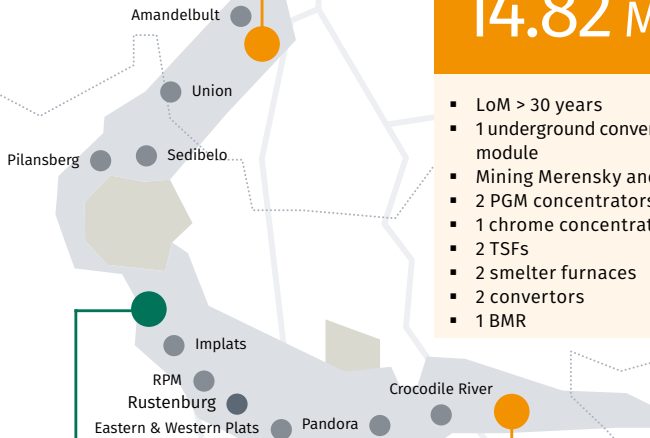 Amandelbult
14.82 M
Union
Pilansberg
Sedibelo
▪ LoM > 30 years
▪ 1 underground conve
module
▪ Mining Merensky and
▪ 2 PGM concentrators
▪ 1 chrome concentrat
▪ 2 TSFs
▪ 2 smelter furnaces
▪ 2 convertors
▪ 1 BMR
Implats
RPM
Rustenburg
Crocodile River
Eastern & Western Plats
Pandora